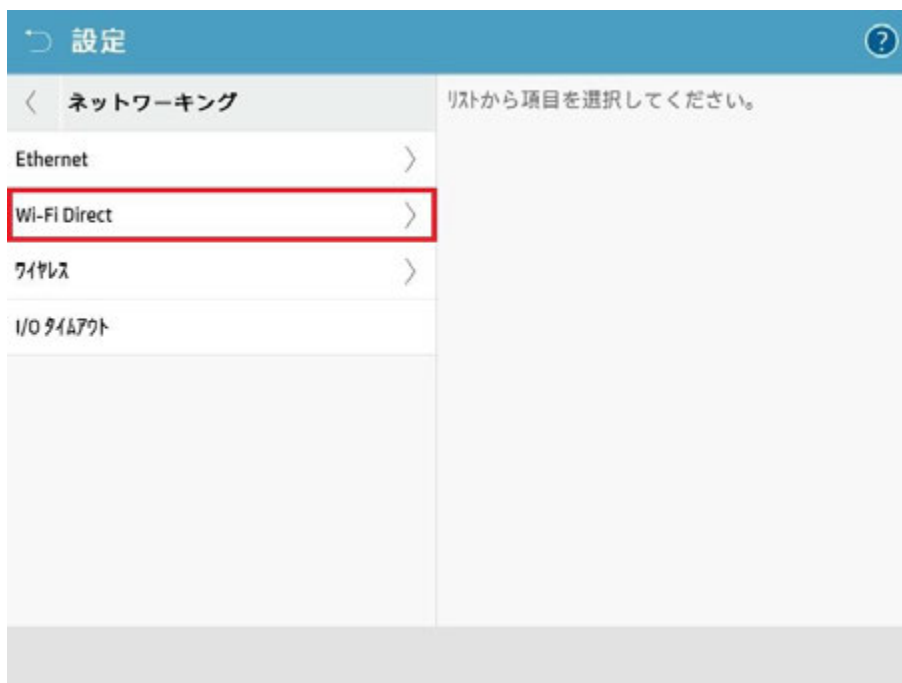 設定
?
ネットワーキング
リストから項目を選択してください。
Ethernet
Wi-Fi Direct
ワイヤレス
I/O タイムアウト